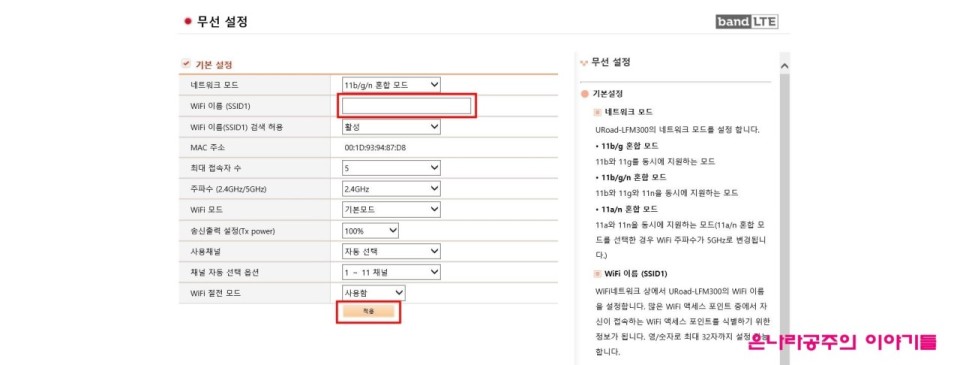 무선 설정
band LTE
기본 설정
네트워크 모드 11b/g/n 혼합 모드
WiFi 이름 (SSID1)
WiFi 이름(SSID1) 검색 허용 활성
MAC 주소 00:1D:93:94:87:D8
최대 접속자 수 5
주파수 (2.4GHz/5GHz) 2.4GHz
WiFi 모드 기본모드
송신출력 설정(Tx power) 100%
사용채널 자동 선택
채널 자동 선택 옵션 1 ~ 11 채널
WiFi 절전 모드 사용함
적용
무선 설정
기본설정
네트워크 모드
URoad-LFM300의 네트워크 모드를 설정 합니다.
• 11b/g 혼합 모드
11b와 11g를 동시에 지원하는 모드
• 11b/g/n 혼합 모드
11b와 11g와 11n을 동시에 지원하는 모드
• 11a/n 혼합 모드
11a와 11n을 동시에 지원하는 모드(11a/n 혼합 모
드를 선택한 경우 WiFi 주파수가 5GHz로 변경됩니
다.)
WiFi 이름 (SSID1)
WIFI네트워크 상에서 URoad-LFM300의 WIFI 이름
을 설정합니다. 많은 WiFi 액세스 포인트 중에서 자
신이 접속하는 WiFi 액세스 포인트를 식별하기 위한
정보가 됩니다. 영/숫자로 최대 32자까지 설정 가능
합니다.
은나라공주의 이야기들